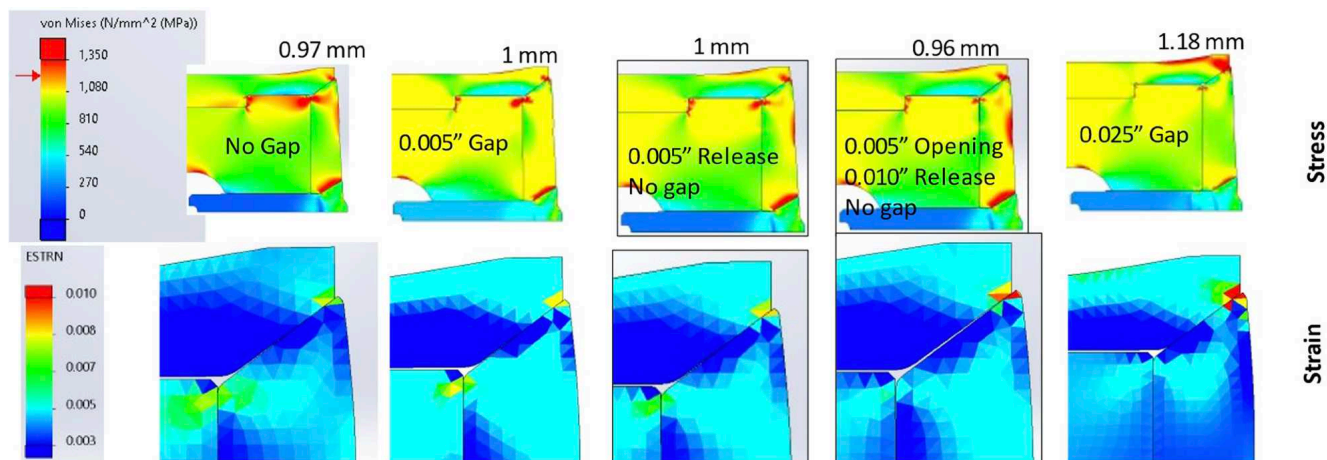 von Mises (N/mm^2 (MPa))
1,350
1,080
810
540
270
0
0.97 mm
1 mm
1 mm
0.96 mm
1.18 mm
No Gap
0.005” Gap
0.005” Release
No gap
0.005” Opening
0.010” Release
No gap
0.025” Gap
Stress
ESTRN
0.010
0.008
0.007
0.005
0.003
Strain